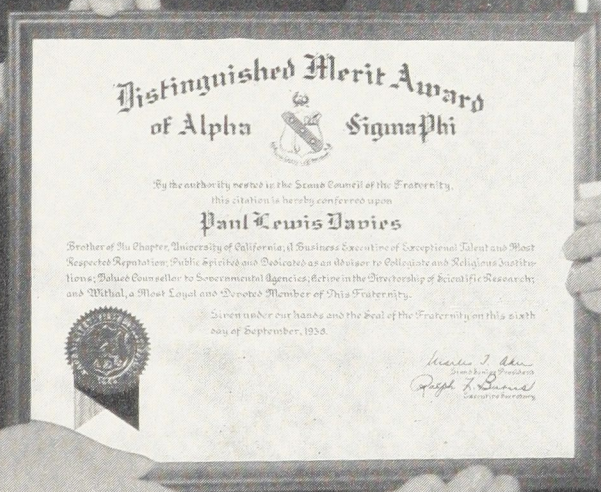 Distinguished Merit Award
of Alpha Sigma Phi
By the authority vested in the Grand Council of the Fraternity,
this citation is hereby conferred upon
Paul Lewis Davies
Brother of Nu Chapter, University of California; A Business Executive of Exceptional Talent and Most
Respected Reputation; Public Spirited and Dedicated as an Advisor to Collegiate and Religious Institu-
tions; Valued Counsellor to Governmental Agencies; Active in the Directorship of Scientific Research;
and Withal, a Most Loyal and Devoted Member of This Fraternity.
Given under our hands and the Seal of the Fraternity on this sixth
day of September, 1958.
Charles T.
Grand Senior President
Ralph F. Burns
Executive Secretary